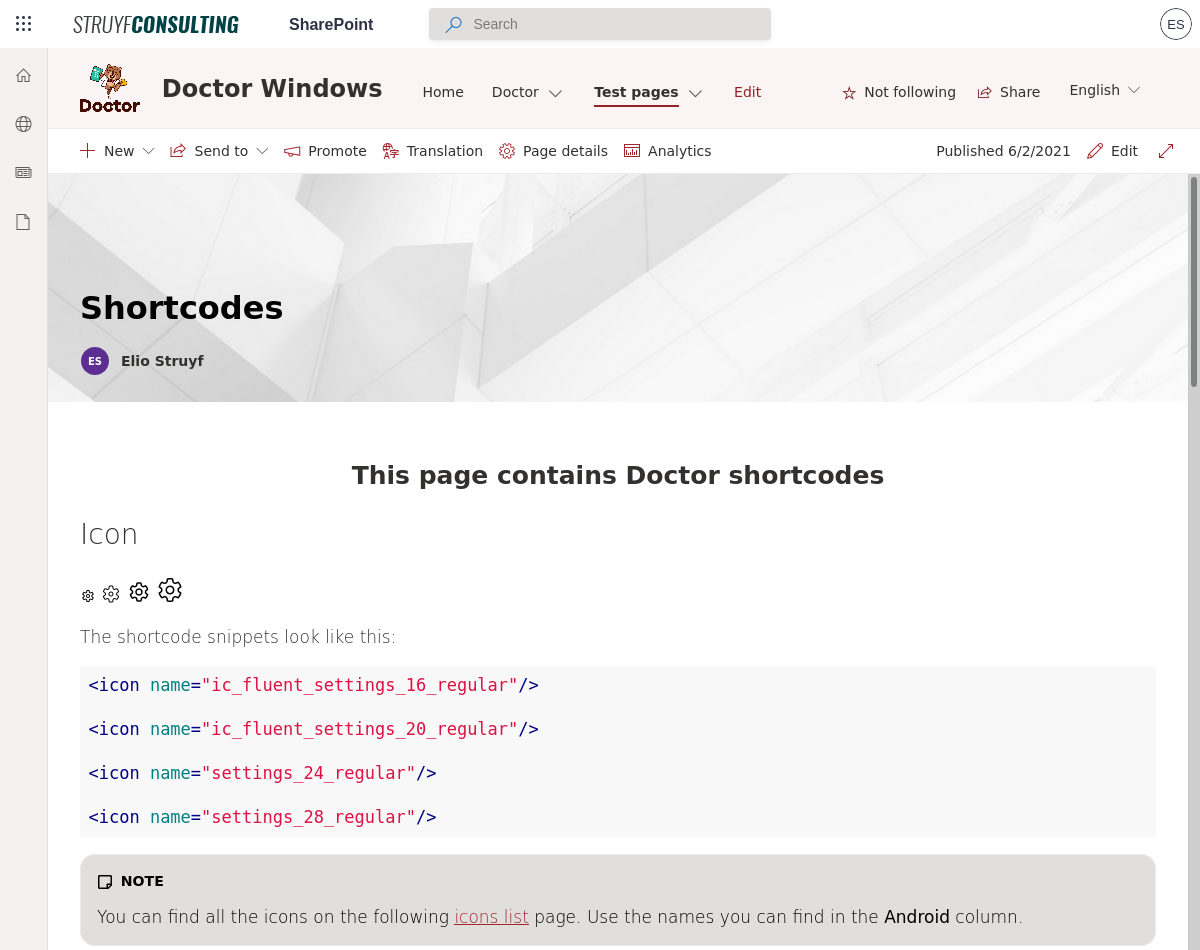 STRUYFCONSULTING SharePoint Search ES
Doctor Doctor Windows Home Doctor Test pages Edit Not following Share English
New Send to Promote Translation Page details Analytics Published 6/2/2021 Edit
Shortcodes
ES Elio Struyf
This page contains Doctor shortcodes
Icon
The shortcode snippets look like this:
<icon name="ic_fluent_settings_16_regular"/>
<icon name="ic_fluent_settings_20_regular"/>
<icon name="settings_24_regular"/>
<icon name="settings_28_regular"/>
NOTE
You can find all the icons on the following icons list page. Use the names you can find in the Android column.